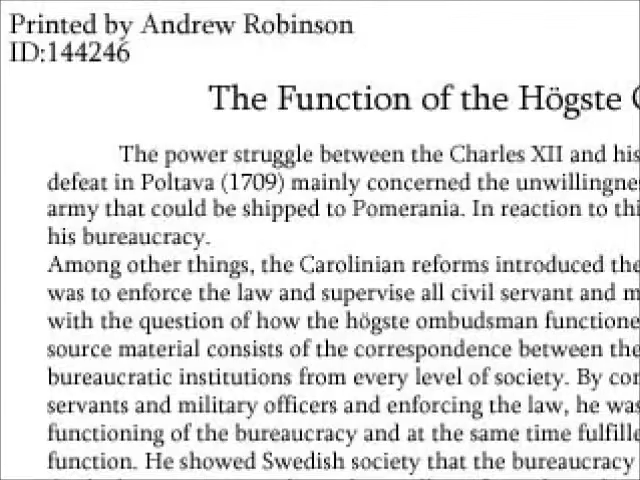 Printed by Andrew Robinson
ID:144246
The Function of the Högste
The power struggle between the Charles XII and his
defeat in Poltava (1709) mainly concerned the
army that could be shipped to Pomerania. In reaction to
his bureaucracy.
Among other things, the Carolinian reforms introduced the
was to enforce the law and supervise all civil servant and
with the question of how the högste ombudsman
source material consists of the correspondence between the
bureaucratic institutions from every level of society. By
servants and military officers and enforcing the law, he was
functioning of the bureaucracy and at the same time
function. He showed Swedish society that the bureaucracy